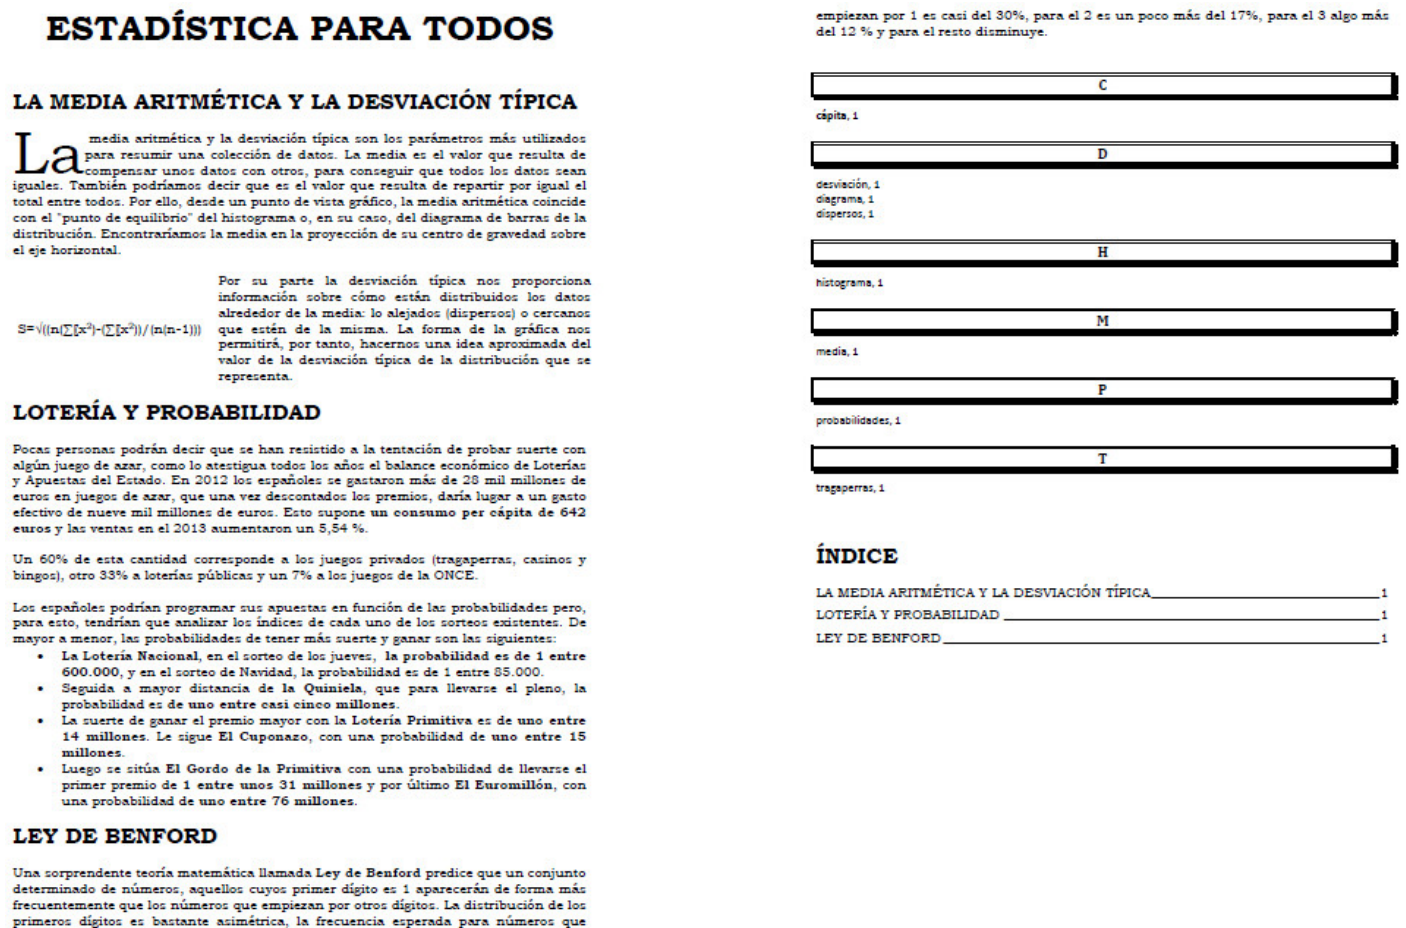 ESTADÍSTICA PARA TODOS
LA MEDIA ARITMÉTICA Y LA DESVIACIÓN TÍPICA
La media aritmética y la desviación típica son los parámetros más utilizados
para resumir una colección de datos. La media es el valor que resulta de
compensar unos datos con otros, para conseguir que todos los datos sean
iguales. También podríamos decir que es el valor que resulta de repartir por igual el
total entre todos. Por ello, desde un punto de vista gráfico, la media aritmética coincide
con el "punto de equilibrio" del histograma o, en su caso, del diagrama de barras de la
distribución. Encontraríamos la media en la proyección de su centro de gravedad sobre
el eje horizontal.
S=√((n(∑〖x²)-(∑〖x²))/(n(n-1)))
Por su parte la desviación típica nos proporciona
información sobre cómo están distribuidos los datos
alrededor de la media: lo alejados (dispersos) o cercanos
que estén de la misma. La forma de la gráfica nos
permitirá, por tanto, hacernos una idea aproximada del
valor de la desviación típica de la distribución que se
representa.
LOTERÍA Y PROBABILIDAD
Pocas personas podrán decir que se han resistido a la tentación de probar suerte con
algún juego de azar, como lo atestigua todos los años el balance económico de Loterías
y Apuestas del Estado. En 2012 los españoles se gastaron más de 28 mil millones de
euros en juegos de azar, que una vez descontados los premios, daría lugar a un gasto
efectivo de nueve mil millones de euros. Esto supone un consumo per cápita de 642
euros y las ventas en el 2013 aumentaron un 5,54 %.
Un 60% de esta cantidad corresponde a los juegos privados (tragaperras, casinos y
bingos), otro 33% a loterías públicas y un 7% a los juegos de la ONCE.
Los españoles podrían programar sus apuestas en función de las probabilidades pero,
para esto, tendrían que analizar los índices de cada uno de los sorteos existentes. De
mayor a menor, las probabilidades de tener más suerte y ganar son las siguientes:
• La Lotería Nacional, en el sorteo de los jueves, la probabilidad es de 1 entre
600.000, y en el sorteo de Navidad, la probabilidad es de 1 entre 85.000.
• Seguida a mayor distancia de la Quiniela, que para llevarse el pleno, la
probabilidad es de uno entre casi cinco millones.
• La suerte de ganar el premio mayor con la Lotería Primitiva es de uno entre
14 millones. Le sigue El Cuponazo, con una probabilidad de uno entre 15
millones.
• Luego se sitúa El Gordo de la Primitiva con una probabilidad de llevarse el
primer premio de 1 entre unos 31 millones y por último El Euromillón, con
una probabilidad de uno entre 76 millones.
LEY DE BENFORD
Una sorprendente teoría matemática llamada Ley de Benford predice que un conjunto
determinado de números, aquellos cuyos primer dígito es 1 aparecerán de forma más
frecuentemente que los números que empiezan por otros dígitos. La distribución de los
primeros dígitos es bastante asimétrica, la frecuencia esperada para números que
empiezan por 1 es casi del 30%, para el 2 es un poco más del 17%, para el 3 algo más
del 12 % y para el resto disminuye.
C
cápita, 1
D
desviación, 1
diagrama, 1
dispersos, 1
H
histograma, 1
M
media, 1
P
probabilidades, 1
T
tragaperras, 1
ÍNDICE
LA MEDIA ARITMÉTICA Y LA DESVIACIÓN TÍPICA 1
LOTERÍA Y PROBABILIDAD 1
LEY DE BENFORD 1